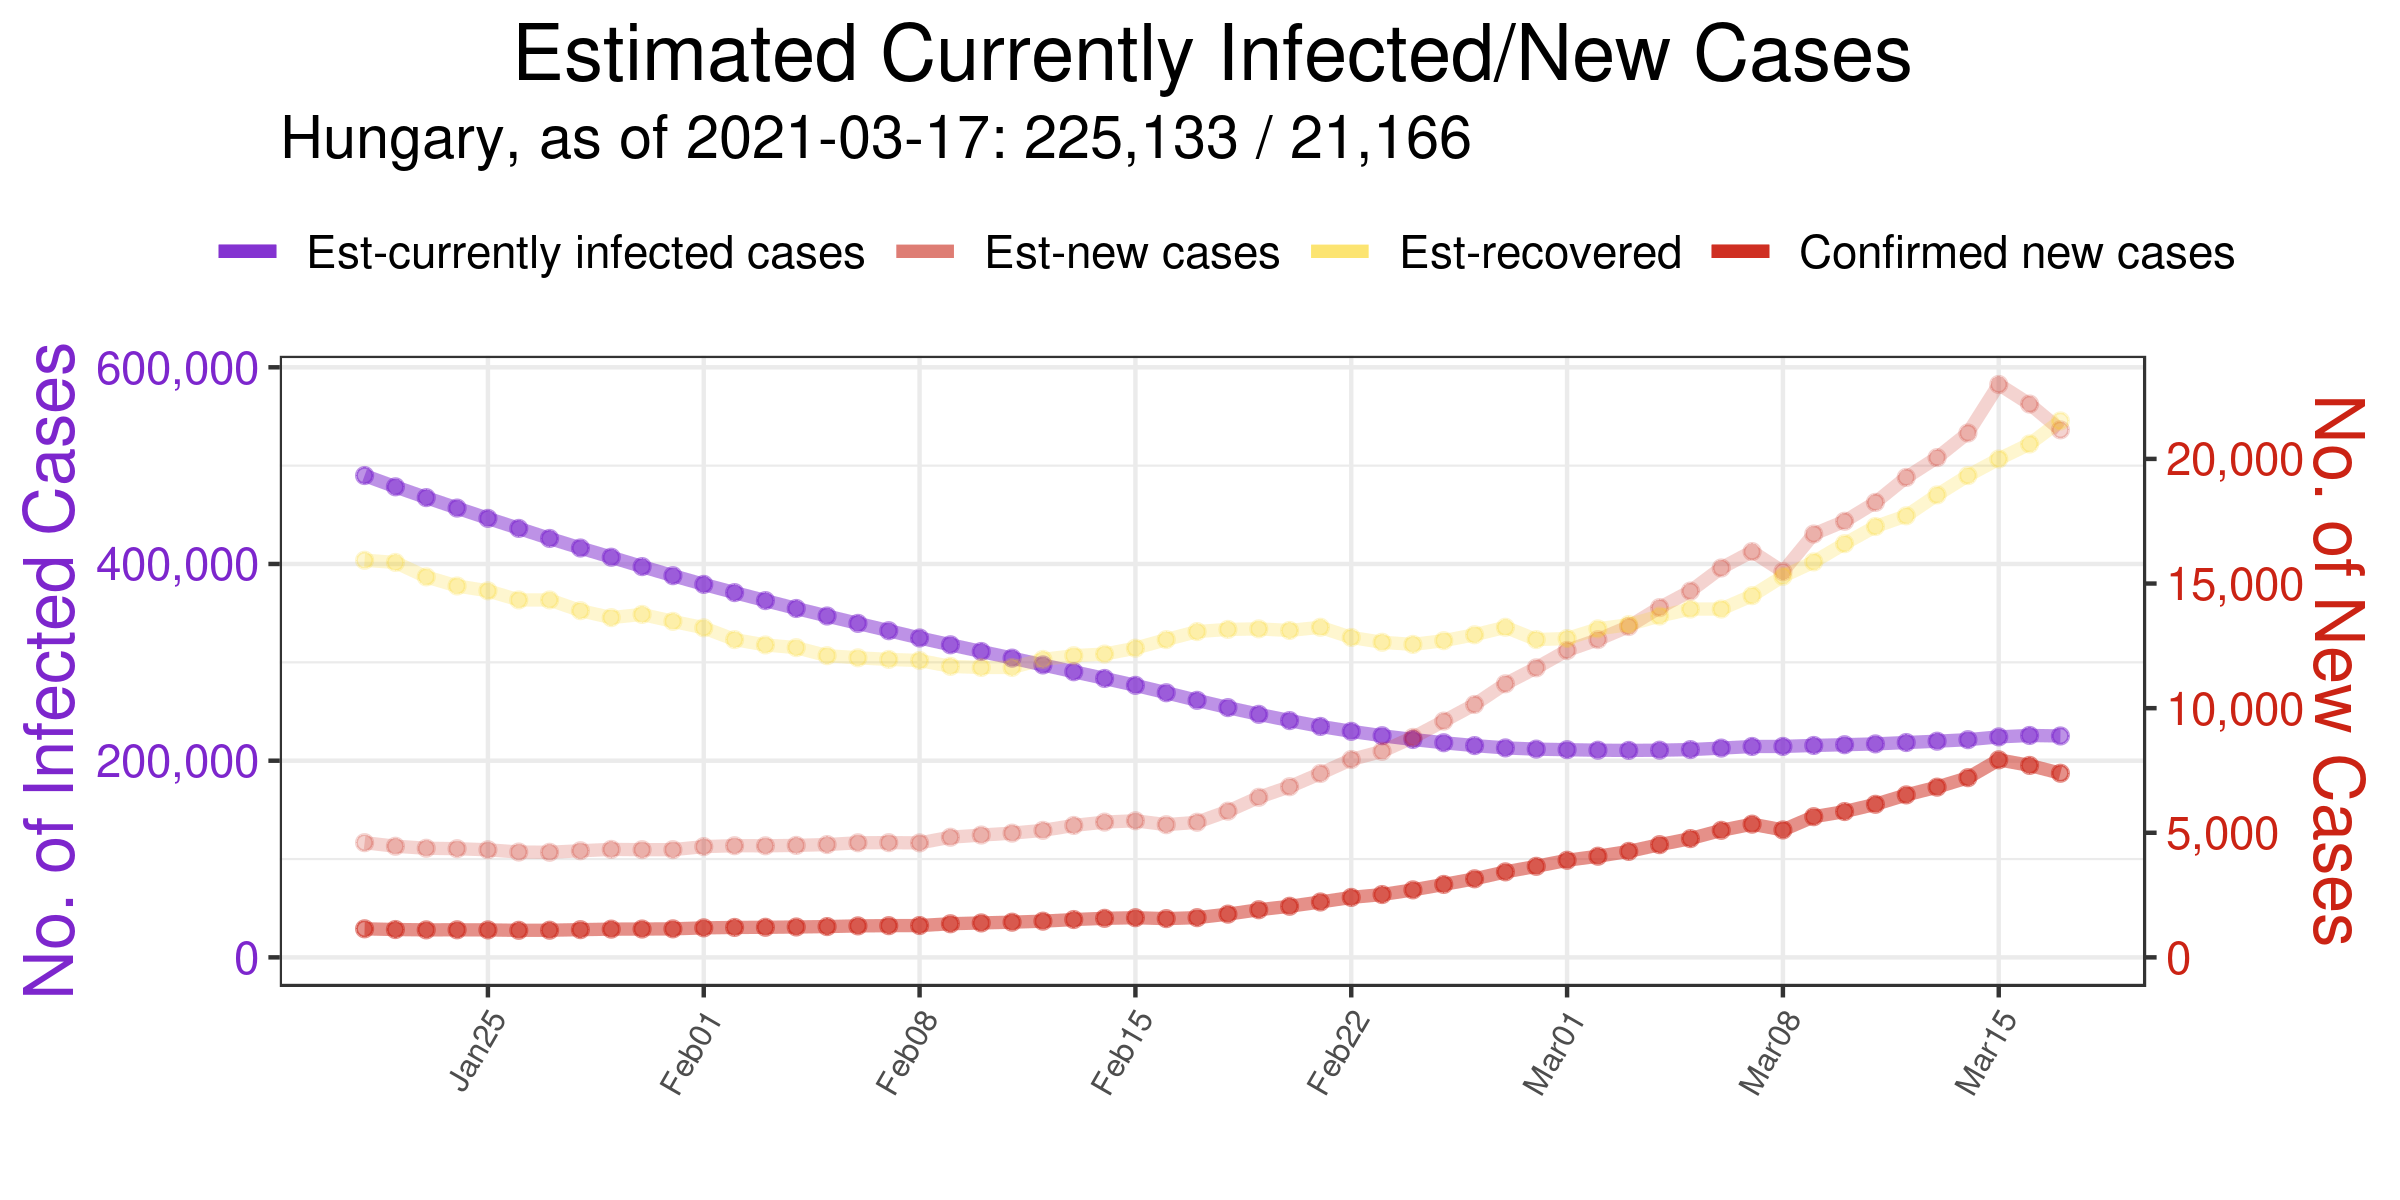 Estimated Currently Infected/New Cases
Hungary, as of 2021-03-17: 225,133 / 21,166
Est-currently infected cases Est-new cases Est-recovered Confirmed new cases
No. of Infected Cases
600,000
400,000
200,000
0
20,000
15,000
10,000
5,000
0
No. of New Cases
Jan25 Feb01 Feb08 Feb15 Feb22 Mar01 Mar08 Mar15